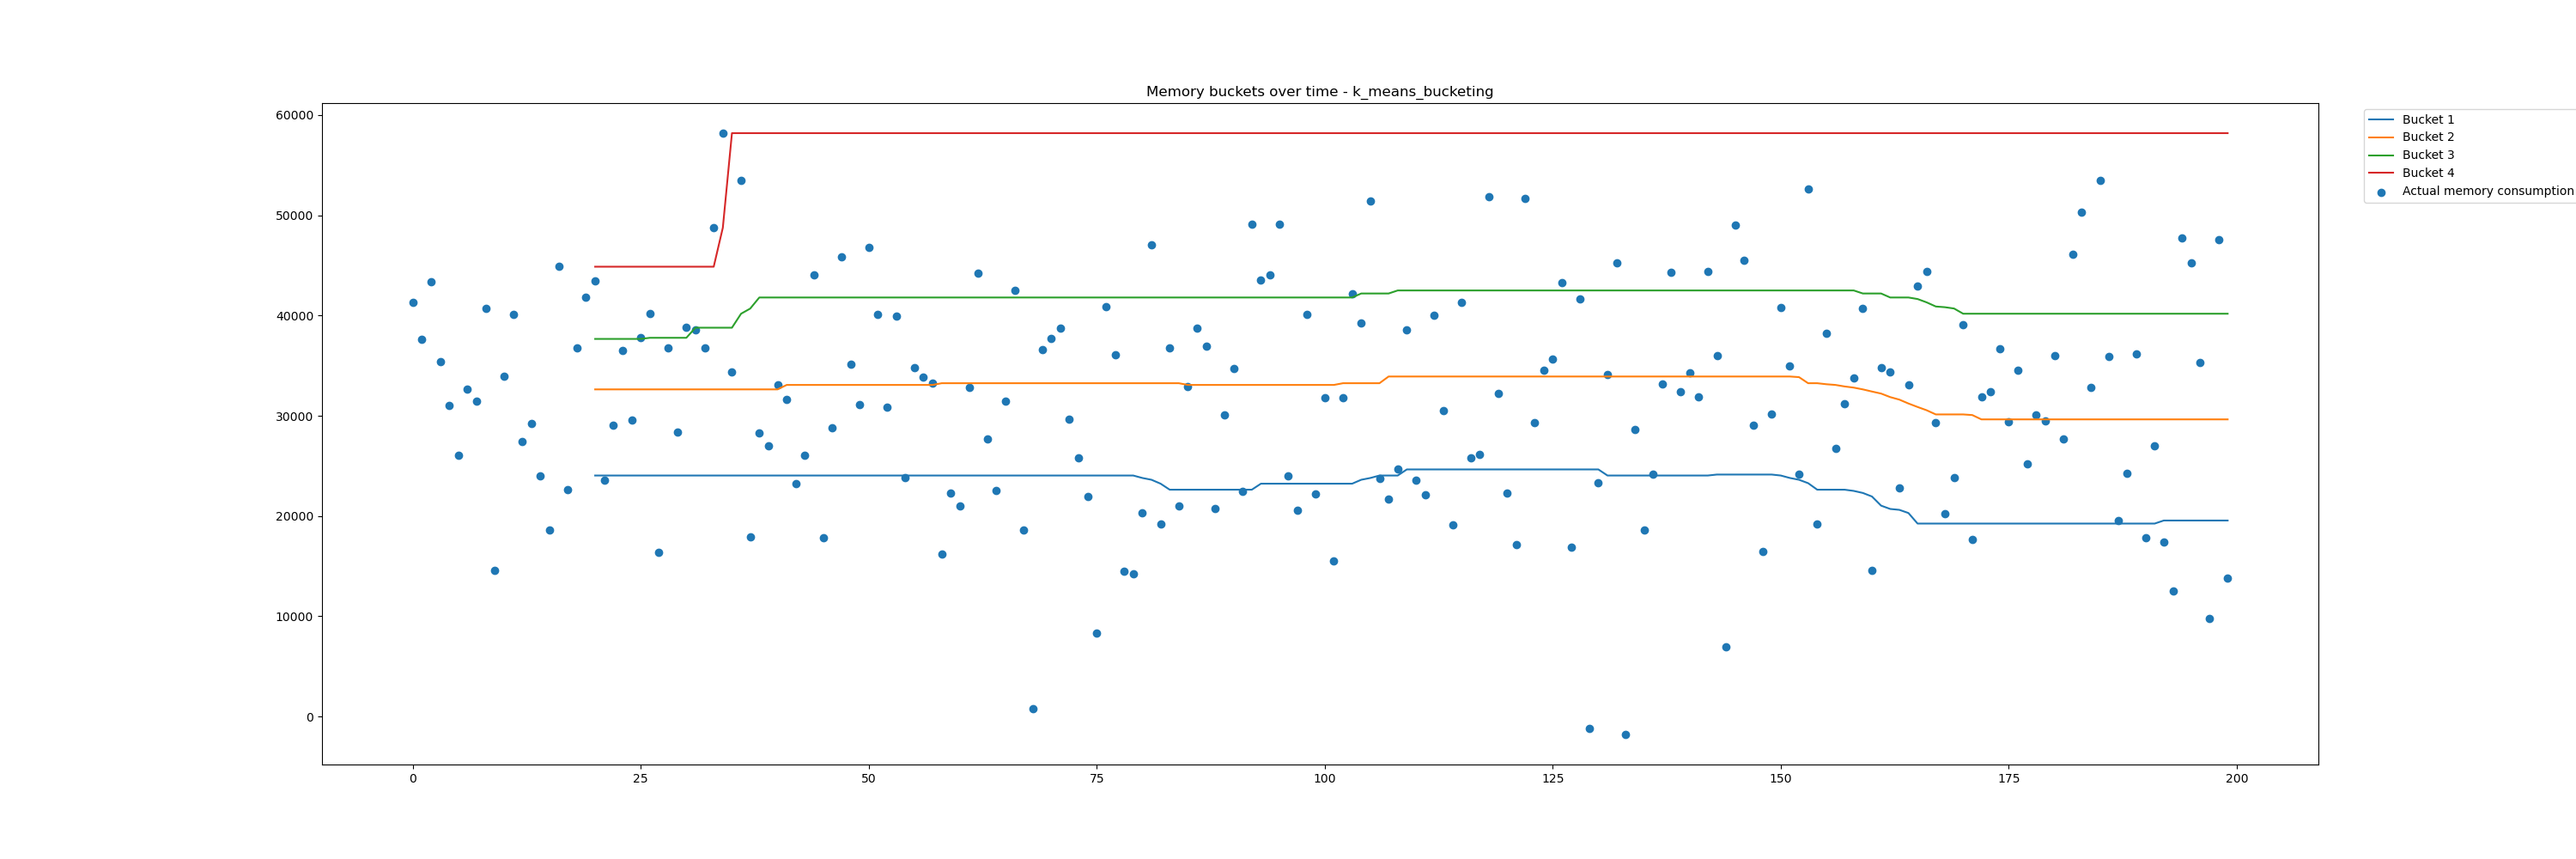 Memory buckets over time - k_means_bucketing
60000
50000
40000
30000
20000
10000
0
0 25 50 75 100 125 150 175 200
Bucket 1
Bucket 2
Bucket 3
Bucket 4
Actual memory consumption